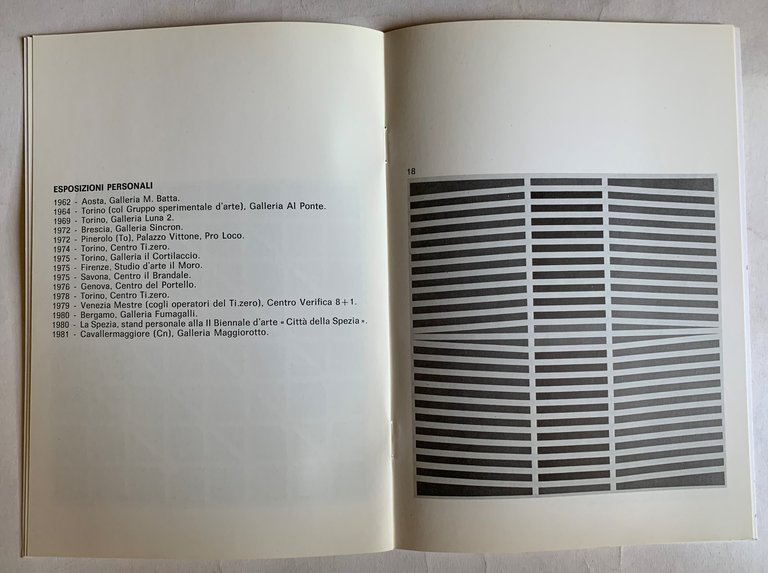 ESPOSIZIONI PERSONALI
1962 - Aosta, Galleria M. Batta.
1964 - Torino (col Gruppo sperimentale d'arte), Galleria Al Ponte.
1969 - Torino, Galleria Luna 2.
1972 - Brescia, Galleria Sincron.
1972 - Pinerolo (To), Palazzo Vittone, Pro Loco.
1974 - Torino, Centro Ti.zero.
1975 - Torino, Galleria il Cortilaccio.
1975 - Firenze, Studio d'arte il Moro.
1975 - Savona, Centro il Brandale.
1976 - Genova, Centro del Portello.
1978 - Torino, Centro Ti.zero.
1979 - Venezia Mestre (cogli operatori del Ti.zero), Centro Verifica 8+1.
1980 - Bergamo, Galleria Fumagalli.
1980 - La Spezia, stand personale alla II Biennale d'arte « Città della Spezia ».
1981 - Cavallermaggiore (Cn), Galleria Maggiorotto.
18